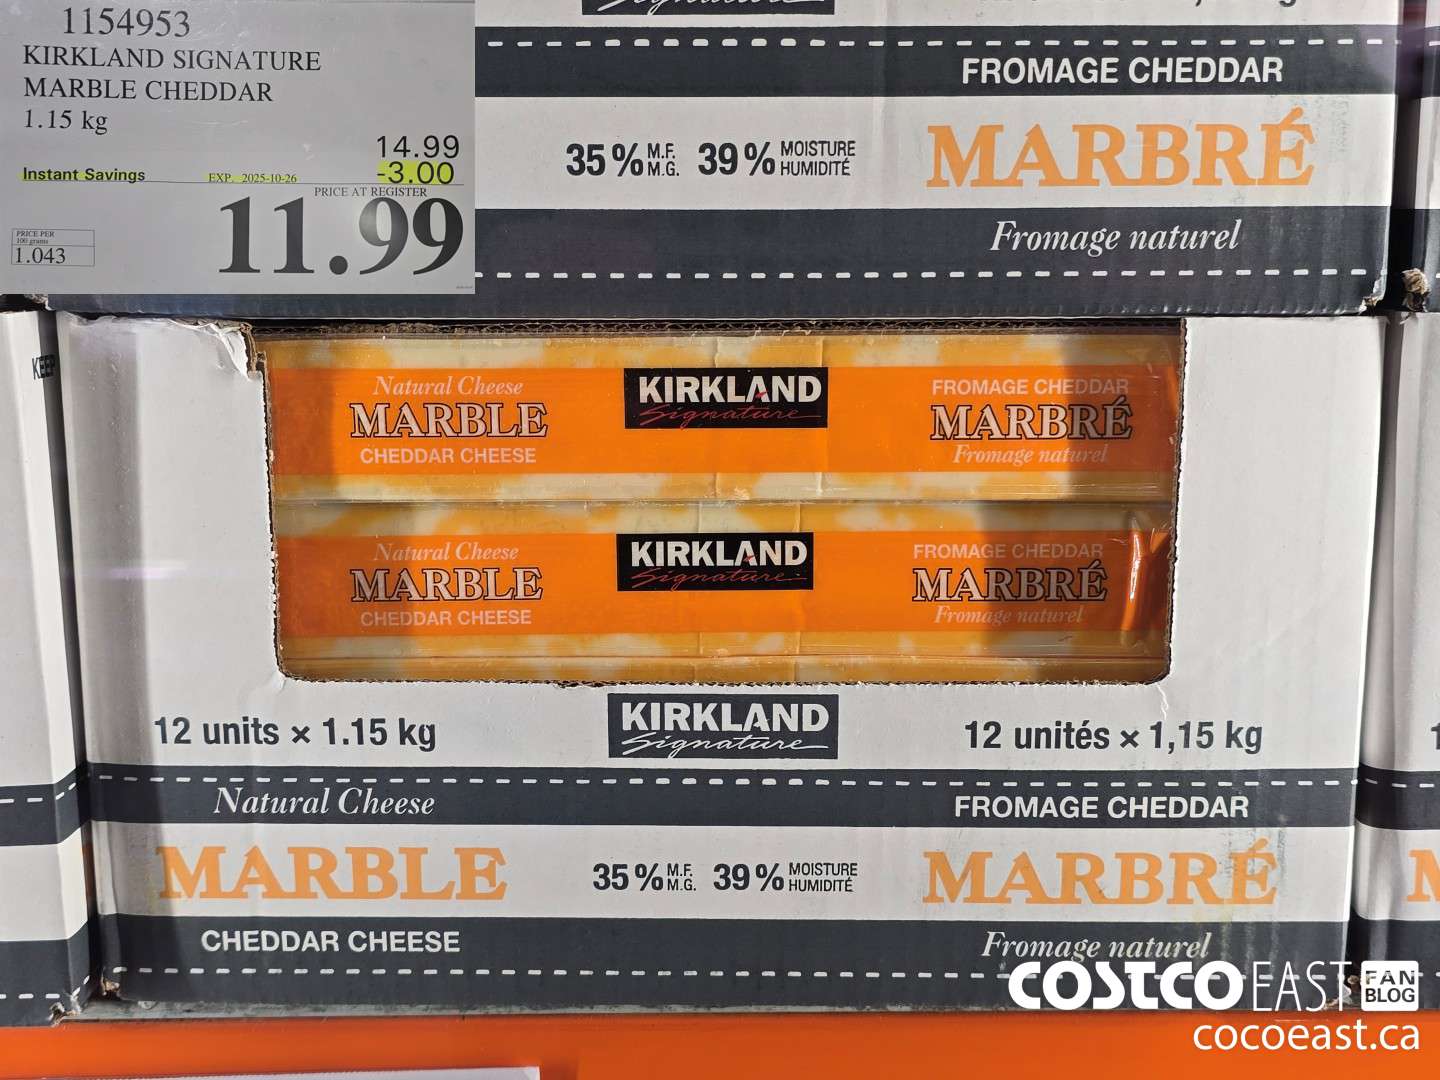 1154953
KIRKLAND SIGNATURE
MARBLE CHEDDAR
1.15 kg
14.99
Instant Savings EXP. 2025-10-26 -3.00
PRICE AT REGISTER
11.99
PRICE PER
100 grams
1.043
FROMAGE CHEDDAR
35% M.F. M.G. 39% MOISTURE HUMIDITÉ
MARBRÉ
Fromage naturel
KEEP
Natural Cheese
MARBLE
CHEDDAR CHEESE
KIRKLAND
Signature
FROMAGE CHEDDAR
MARBRÉ
Fromage naturel
Natural Cheese
MARBLE
CHEDDAR CHEESE
KIRKLAND
Signature
FROMAGE CHEDDAR
MARBRÉ
Fromage naturel
12 units × 1.15 kg
KIRKLAND
Signature
12 unités × 1,15 kg
Natural Cheese
FROMAGE CHEDDAR
MARBLE
35% M.F. M.G. 39% MOISTURE HUMIDITÉ
MARBRÉ
CHEDDAR CHEESE
Fromage naturel
COSTCO EAST FAN BLOG
cocoeast.ca